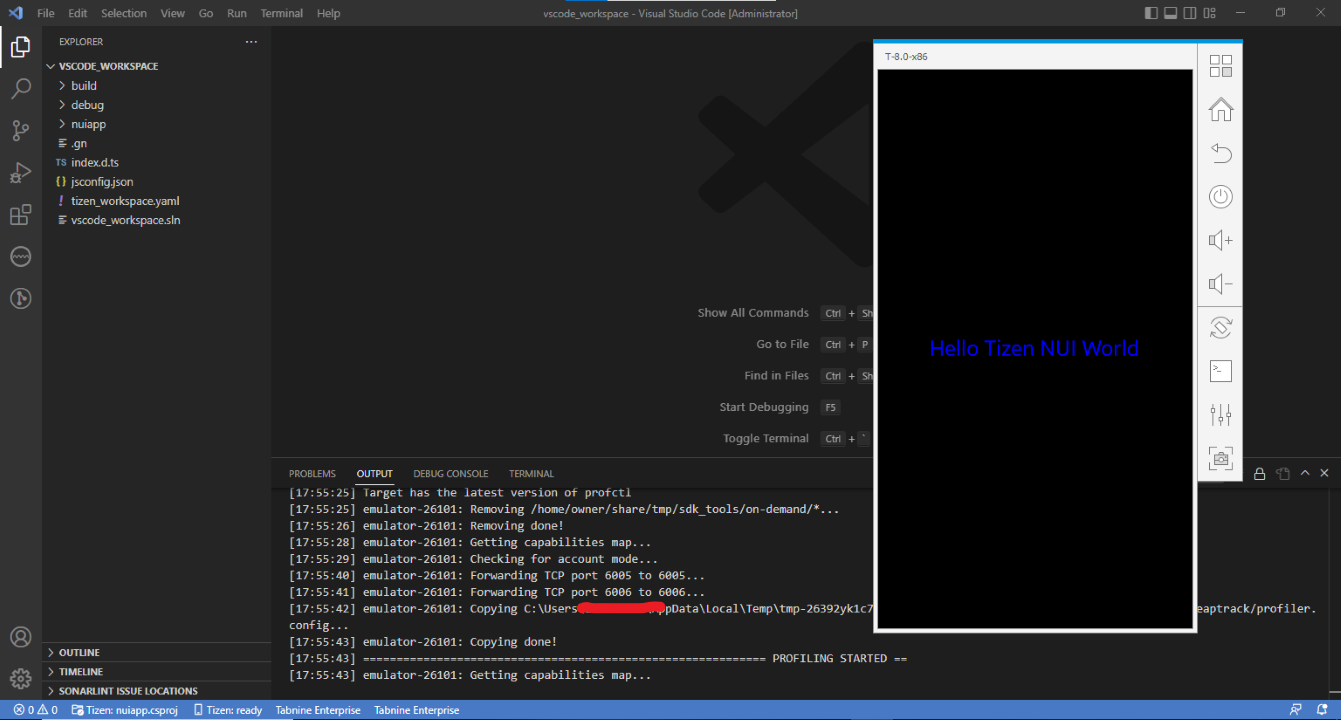 File Edit Selection View Go Run Terminal Help
vscode_workspace - Visual Studio Code [Administrator]
EXPLORER
VSCODE_WORKSPACE
build
debug
nuiapp
.gn
TS index.d.ts
{} jsconfig.json
! tizen_workspace.yaml
vscode_workspace.sln
OUTLINE
TIMELINE
SONARLINT ISSUE LOCATIONS
Show All Commands Ctrl + Sh
Go to File Ctrl + P
Find in Files Ctrl + Sh
Start Debugging F5
Toggle Terminal Ctrl + `
T-8.0-x86
Hello Tizen NUI World
PROBLEMS OUTPUT DEBUG CONSOLE TERMINAL
[17:55:25] Target has the latest version of profctl
[17:55:25] emulator-26101: Removing /home/owner/share/tmp/sdk_tools/on-demand/*...
[17:55:26] emulator-26101: Removing done!
[17:55:28] emulator-26101: Getting capabilities map...
[17:55:29] emulator-26101: Checking for account mode...
[17:55:40] emulator-26101: Forwarding TCP port 6005 to 6005...
[17:55:41] emulator-26101: Forwarding TCP port 6006 to 6006...
[17:55:42] emulator-26101: Copying C:\Users ppData\Local\Temp\tmp-26392yk1c7 eaptrack/profiler.
config...
[17:55:43] emulator-26101: Copying done!
[17:55:43] ============================================================ PROFILING STARTED ==
[17:55:43] emulator-26101: Getting capabilities map...
0 0 Tizen: nuiapp.csproj Tizen: ready Tabnine Enterprise Tabnine Enterprise